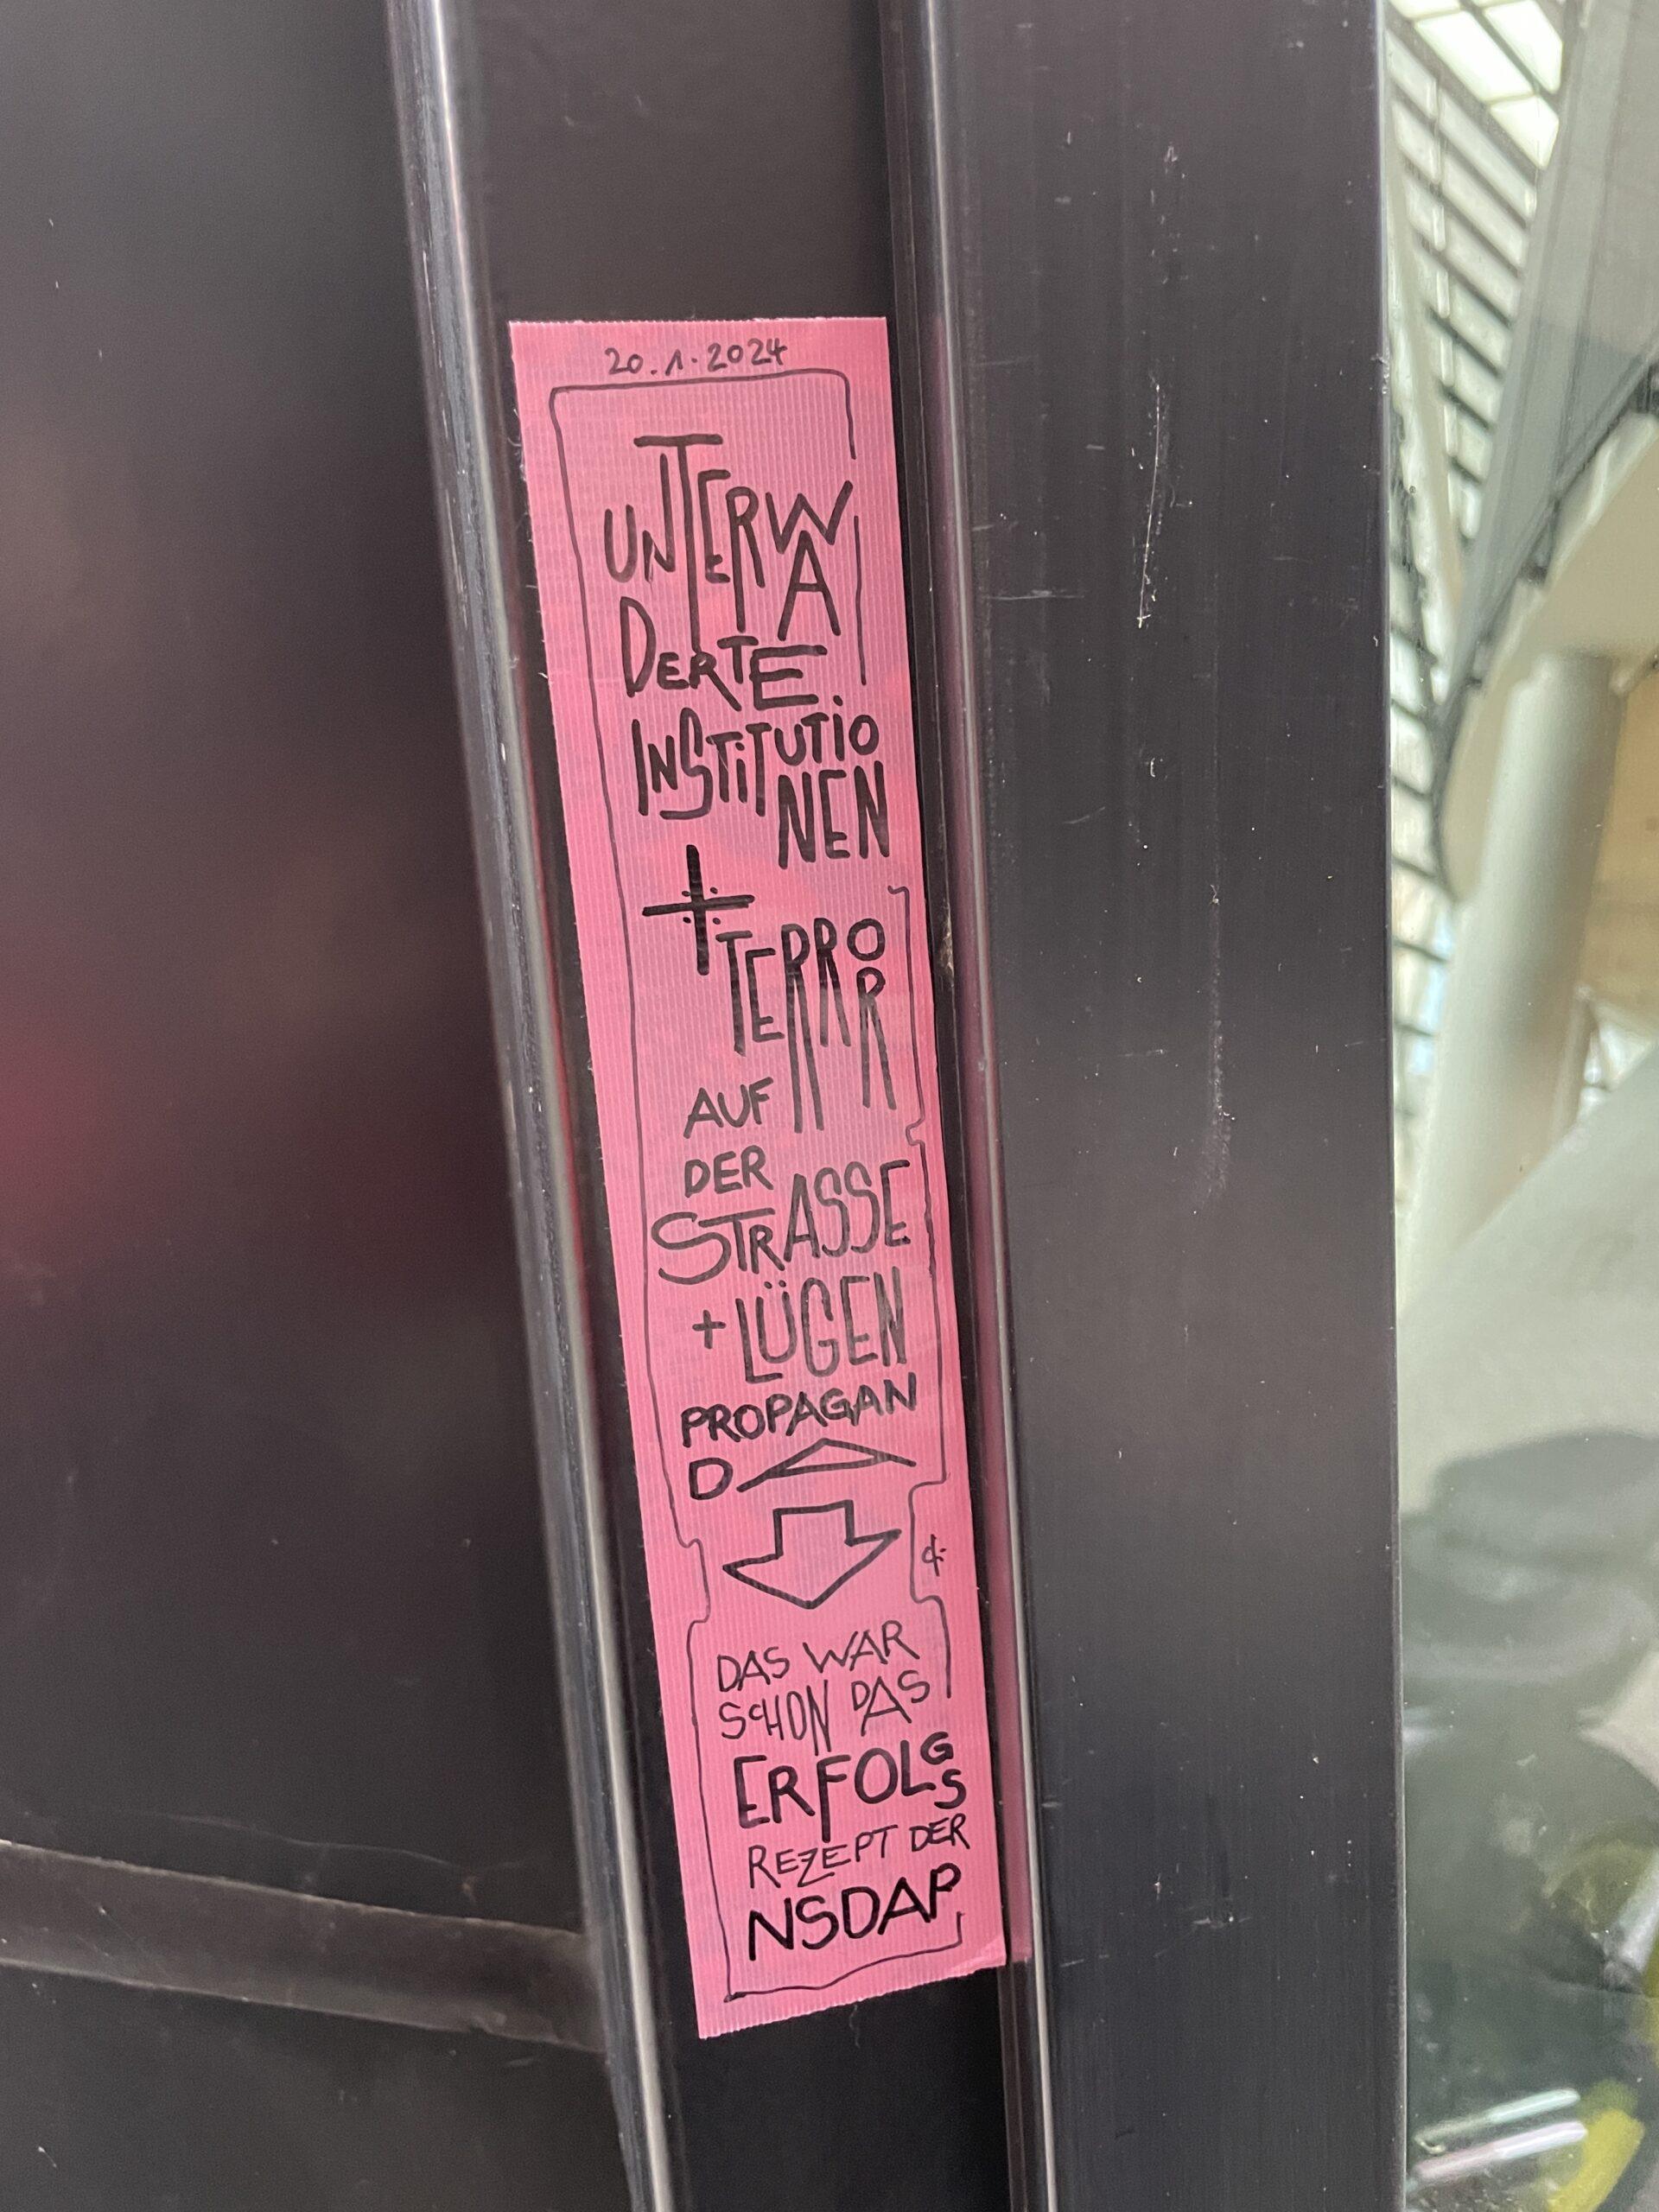 20.1.2024
UNTERW
A
DERTE
INSTITUTIO
NEN
+ TERROR
AUF
DER
STRASSE
+ LÜGEN
PROPAGAN
DA
DAS WAR
SCHON DAS
ERFOLGS
REZEPT DER
NSDAP